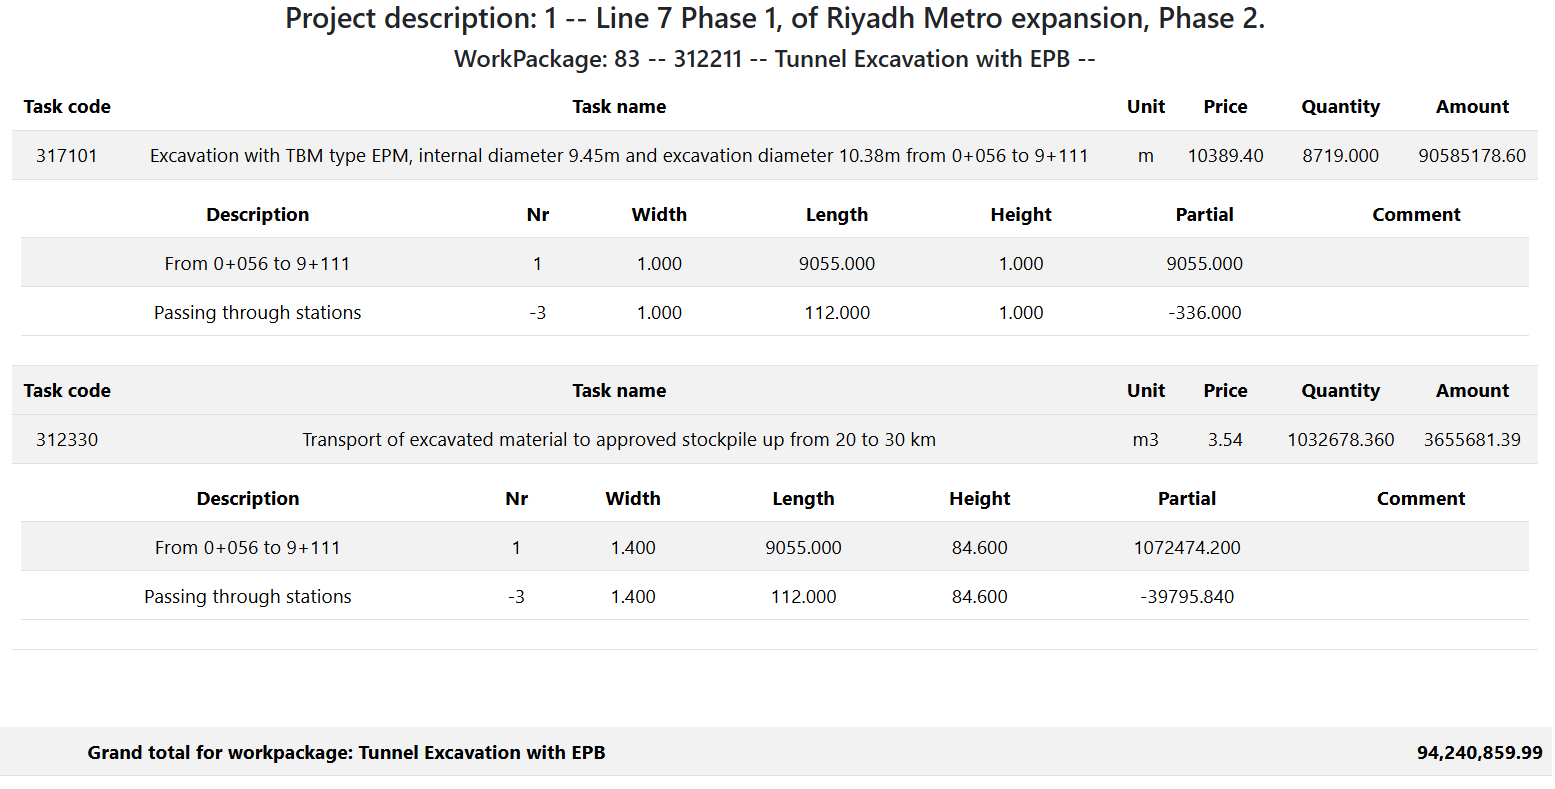 Project description: 1 -- Line 7 Phase 1, of Riyadh Metro expansion, Phase 2.
WorkPackage: 83 -- 312211 -- Tunnel Excavation with EPB --
Task code Task name Unit Price Quantity Amount
317101 Excavation with TBM type EPM, internal diameter 9.45m and excavation diameter 10.38m from 0+056 to 9+111 m 10389.40 8719.000 90585178.60
Description Nr Width Length Height Partial Comment
From 0+056 to 9+111 1 1.000 9055.000 1.000 9055.000
Passing through stations -3 1.000 112.000 1.000 -336.000
Task code Task name Unit Price Quantity Amount
312330 Transport of excavated material to approved stockpile up from 20 to 30 km m3 3.54 1032678.360 3655681.39
Description Nr Width Length Height Partial Comment
From 0+056 to 9+111 1 1.400 9055.000 84.600 1072474.200
Passing through stations -3 1.400 112.000 84.600 -39795.840
Grand total for workpackage: Tunnel Excavation with EPB 94,240,859.99